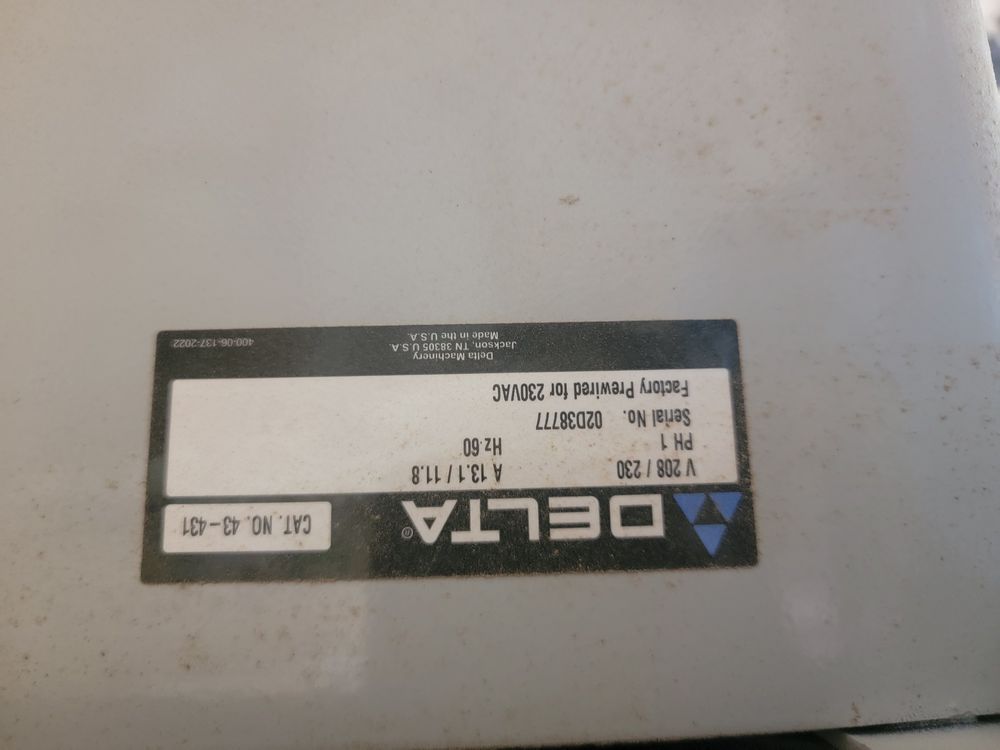 DELTA®
CAT. NO. 43-431
V 208 / 230 A 13.1 / 11.8
PH 1 Hz 60
Serial No. 02D38777
Factory Prewired for 230VAC
Delta Machinery
Jackson, TN 38305 U.S.A.
Made in the U.S.A.
400-06-137-2022